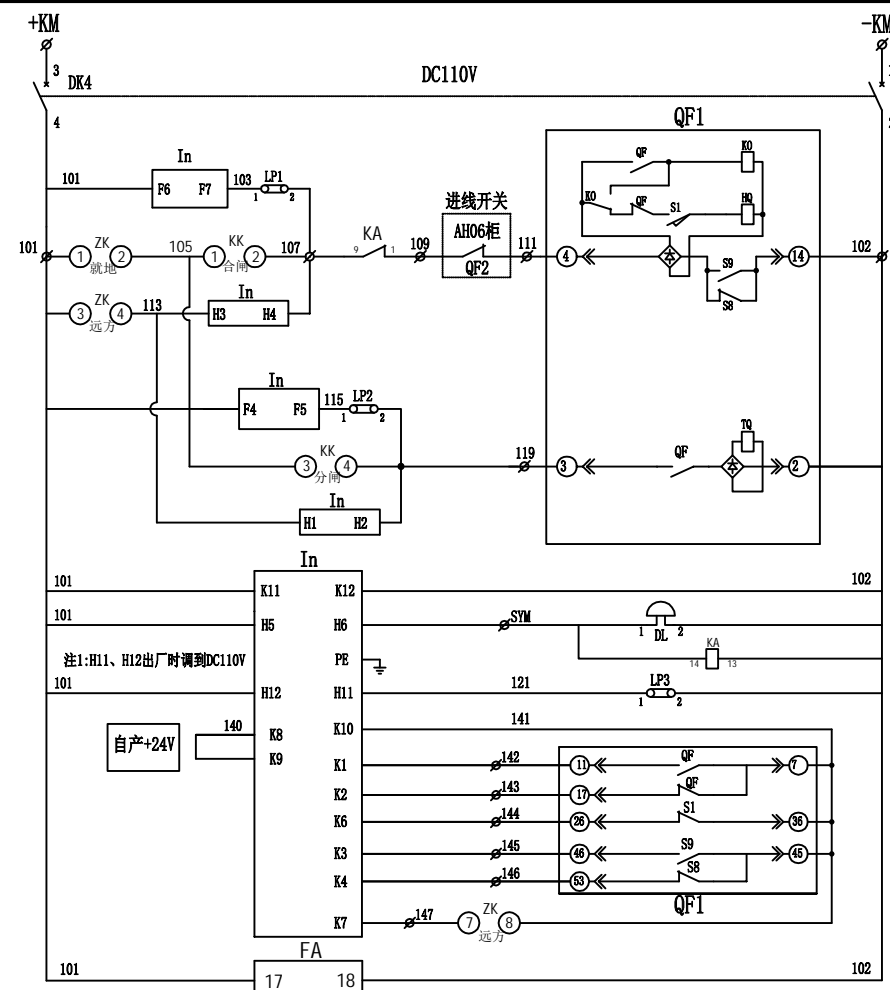 +KM
-KM
3
DK4
DC110V
4
QF1
In
101
F6 F7
103
LP1
1 2
QF
KO
KO
QF
S1
HQ
进线开关
AH06柜
QF2
101
ZK
1 2
就地
105
KK
1 2
合闸
107
KA
9 1
109
111
4
14
102
S9
S8
ZK
3 4
远方
113
In
H3 H4
In
F4 F5
115
LP2
1 2
KK
3 4
分闸
119
3
QF
TQ
2
In
H1 H2
In
101
K11 K12
102
101
H5 H6
SYM
1 DL 2
KA
14 13
注1:H11、H12出厂时调到DC110V
PE
101
H12 H11
121
LP3
1 2
自产+24V
140
K8
K9
K10
141
K1
142
11
QF
7
K2
143
17
QF
K6
144
26
S1
36
K3
145
46
S9
45
K4
146
53
S8
QF1
K7
147
ZK
7 8
远方
FA
101
17 18
102